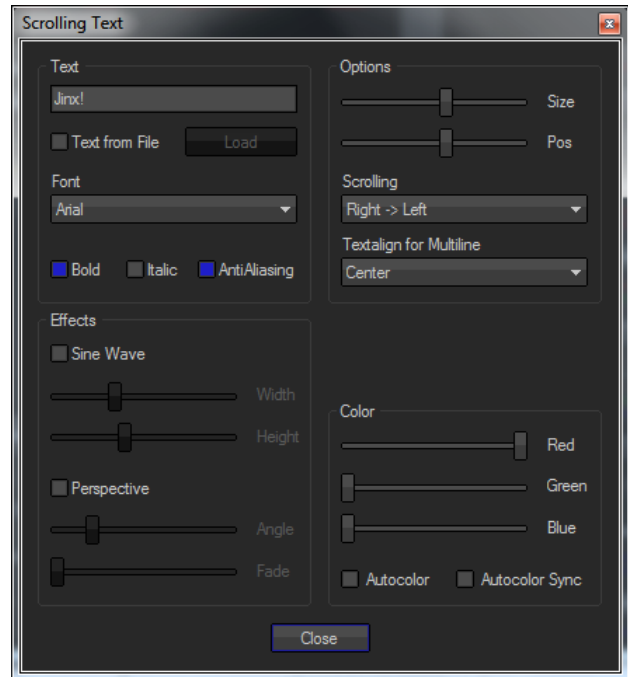 Scrolling Text
Text
Jinx!
Text from File
Load
Font
Arial
Bold
Italic
AntiAliasing
Options
Size
Pos
Scrolling
Right -> Left
Textalign for Multiline
Center
Effects
Sine Wave
Width
Height
Perspective
Angle
Fade
Color
Red
Green
Blue
Autocolor
Autocolor Sync
Close